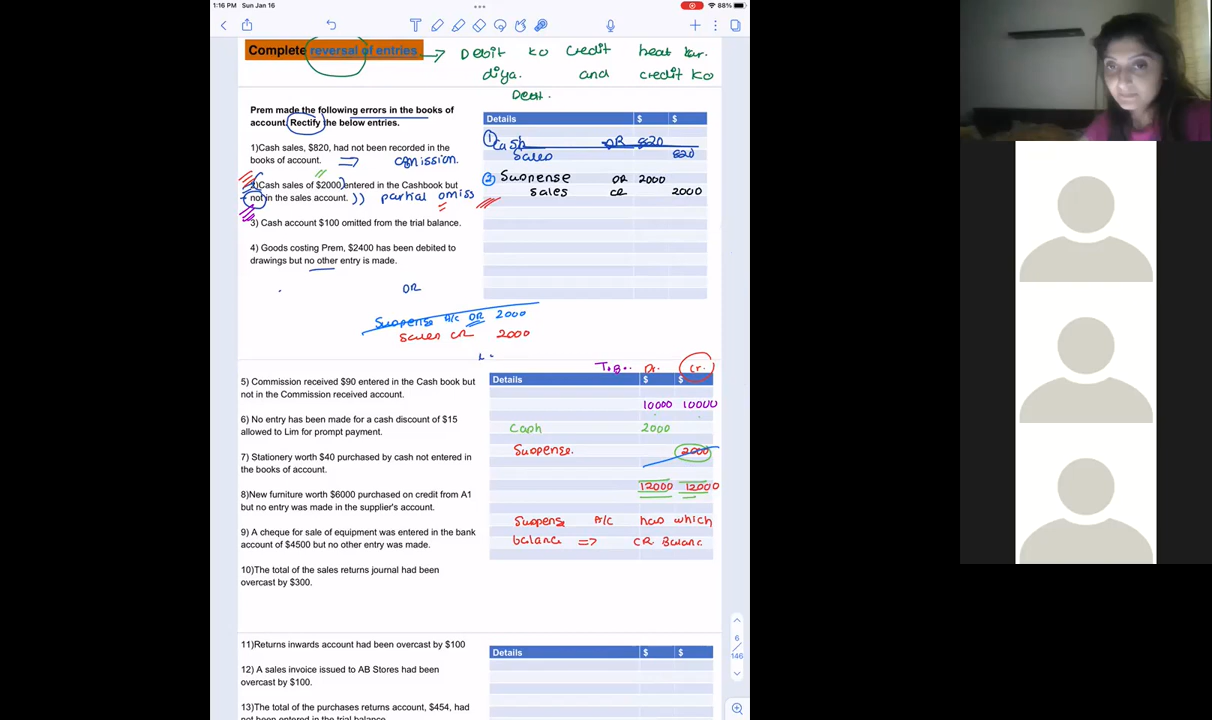 1:16 PM Sun Jan 16
88%
Complete reversal of entries → Debit ko credit
diya. and credit ko
Debit.
Prem made the following errors in the books of
account. Rectify the below entries.
1)Cash sales, $820, had not been recorded in the
books of account. ⇒ omission.
2)Cash sales of $2000 entered in the Cashbook but
not in the sales account. )) partial omiss
3) Cash account $100 omitted from the trial balance.
4) Goods costing Prem, $2400 has been debited to
drawings but no other entry is made.
Details $ $
① Cash DR 820
Sales 820
② Suspense DR 2000
Sales CR 2000
DR
Suspense A/c DR 2000
Sales CR 2000
5) Commission received $90 entered in the Cash book but
not in the Commission received account.
6) No entry has been made for a cash discount of $15
allowed to Lim for prompt payment.
7) Stationery worth $40 purchased by cash not entered in
the books of account.
8)New furniture worth $6000 purchased on credit from A1
but no entry was made in the supplier's account.
9) A cheque for sale of equipment was entered in the bank
account of $4500 but no other entry was made.
10)The total of the sales returns journal had been
overcast by $300.
T.B. Dr. Cr.
Details $ $
10000 10000
Cash 2000
Suspense. 2000
12000 12000
Suspense A/c has which
balance ⇒ CR Balanc
11)Returns inwards account had been overcast by $100
12) A sales invoice issued to AB Stores had been
overcast by $100.
13)The total of the purchases returns account, $454, had
not been entered in the trial balance
Details $ $
6
146